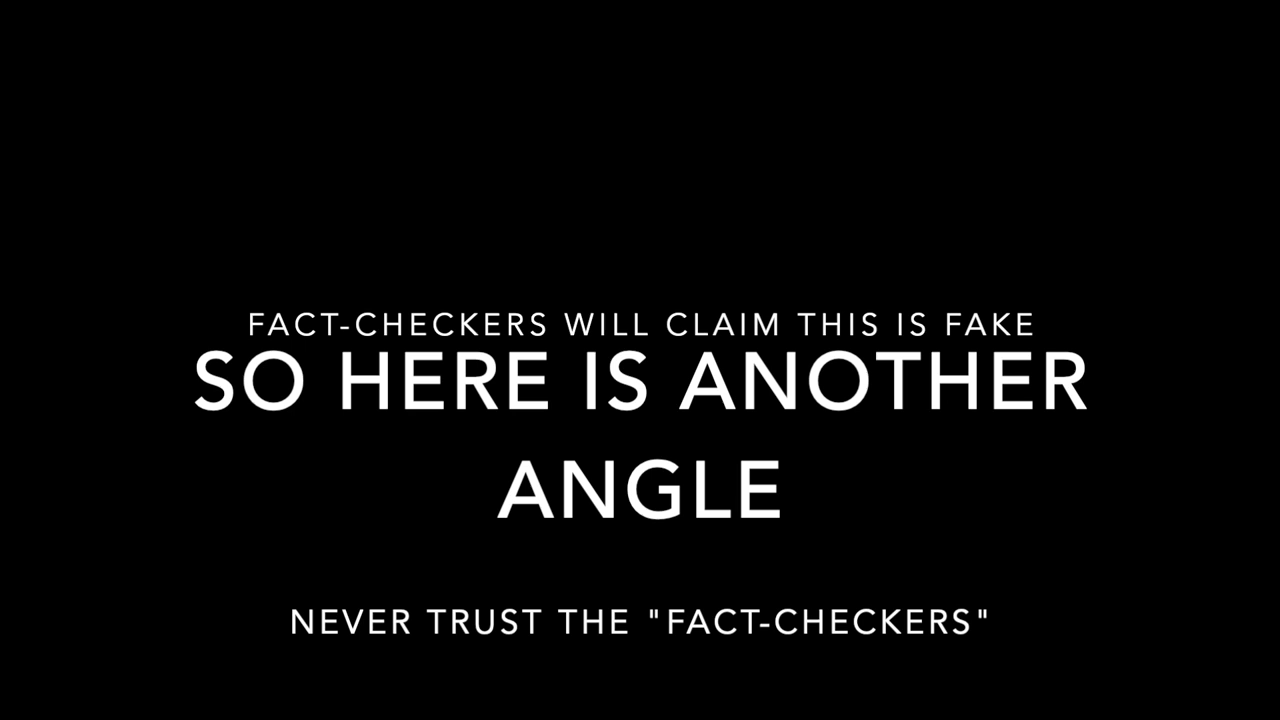 FACT-CHECKERS WILL CLAIM THIS IS FAKE
SO HERE IS ANOTHER
ANGLE
NEVER TRUST THE "FACT-CHECKERS"